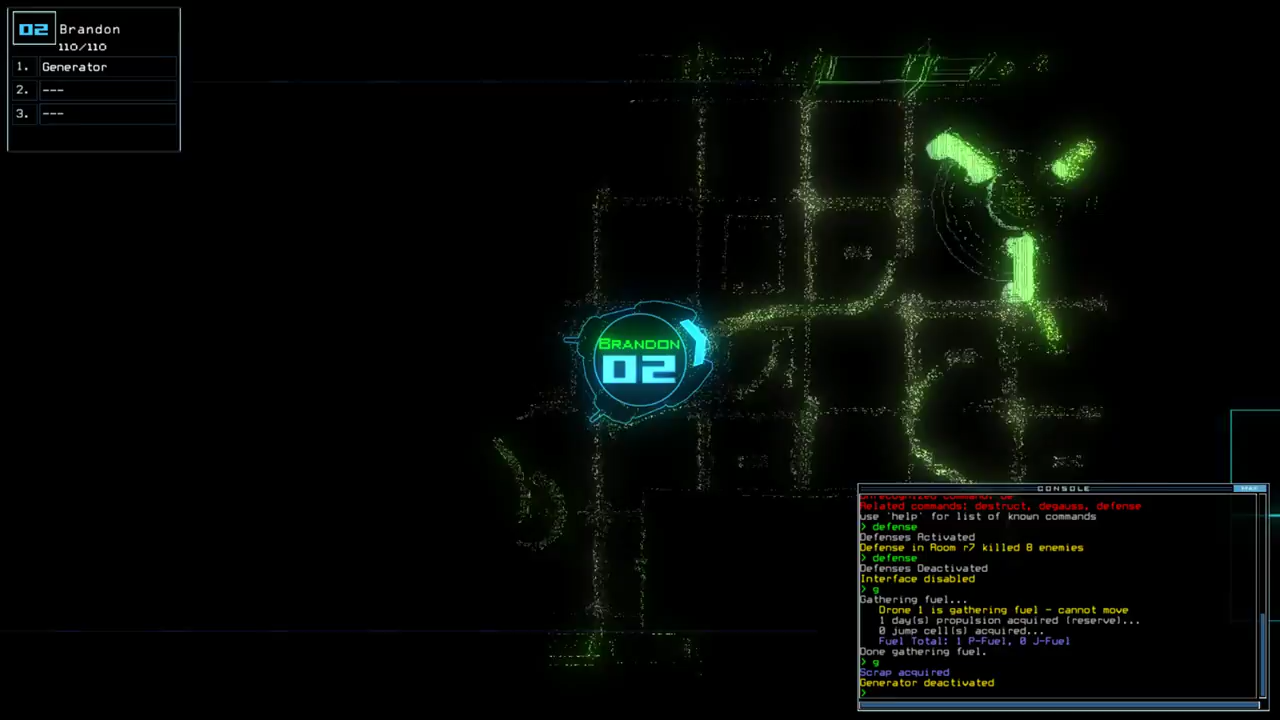 02 Brandon
110/110
1. Generator
2. ---
3. ---
BRANDON
02
CONSOLE
Related commands: destruct, degauss, defense
use 'help' for list of known commands
> defense
Defenses Activated
Defense in Room r7 killed 8 enemies
> defense
Defenses Deactivated
Interface disabled
> g
Gathering fuel...
Drone 1 is gathering fuel - cannot move
1 day(s) propulsion acquired (reserve)...
0 jump cell(s) acquired...
Fuel Total: 1 P-Fuel, 0 J-Fuel
Done gathering fuel.
> g
Scrap acquired
Generator deactivated
>